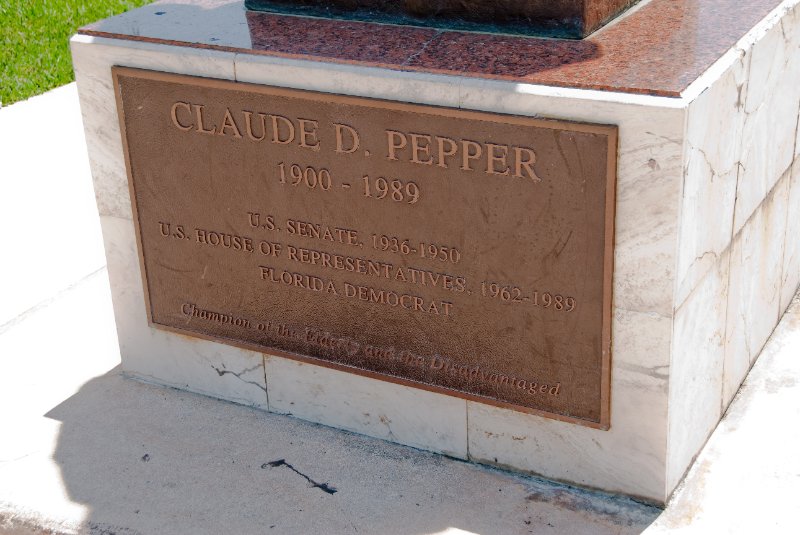 CLAUDE D. PEPPER
1900 - 1989
U.S. SENATE, 1936-1950
U.S. HOUSE OF REPRESENTATIVES, 1962-1989
FLORIDA DEMOCRAT
Champion of the Elderly and the Disadvantaged